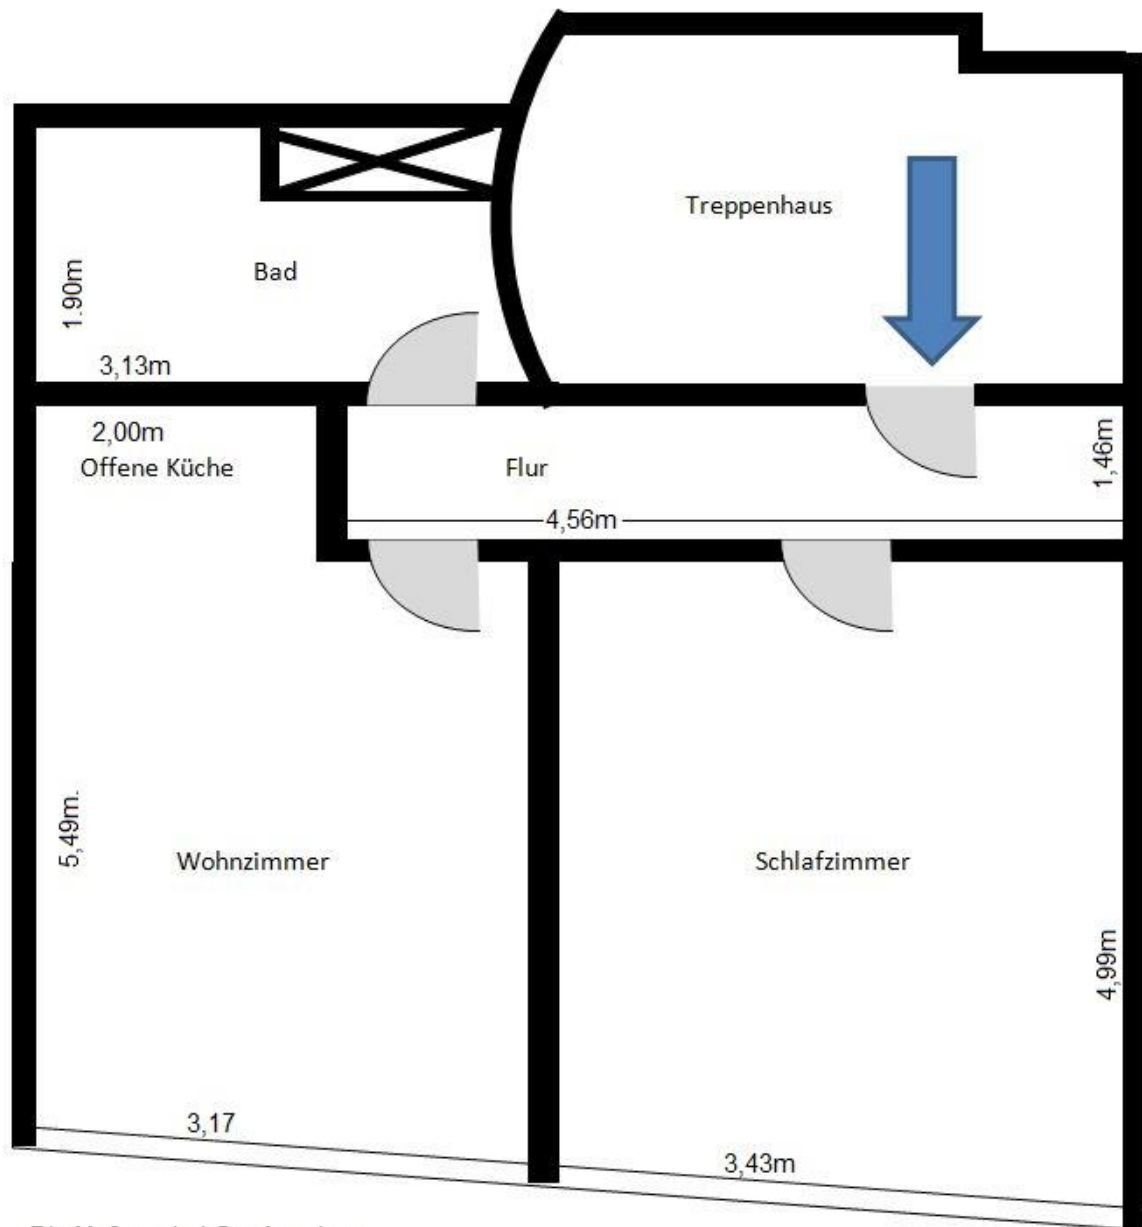 Treppenhaus
Bad
1.90m
3,13m
2,00m
Offene Küche
Flur
1,46m
4,56m
5,49m.
Wohnzimmer
Schlafzimmer
4,99m
3,17
3,43m